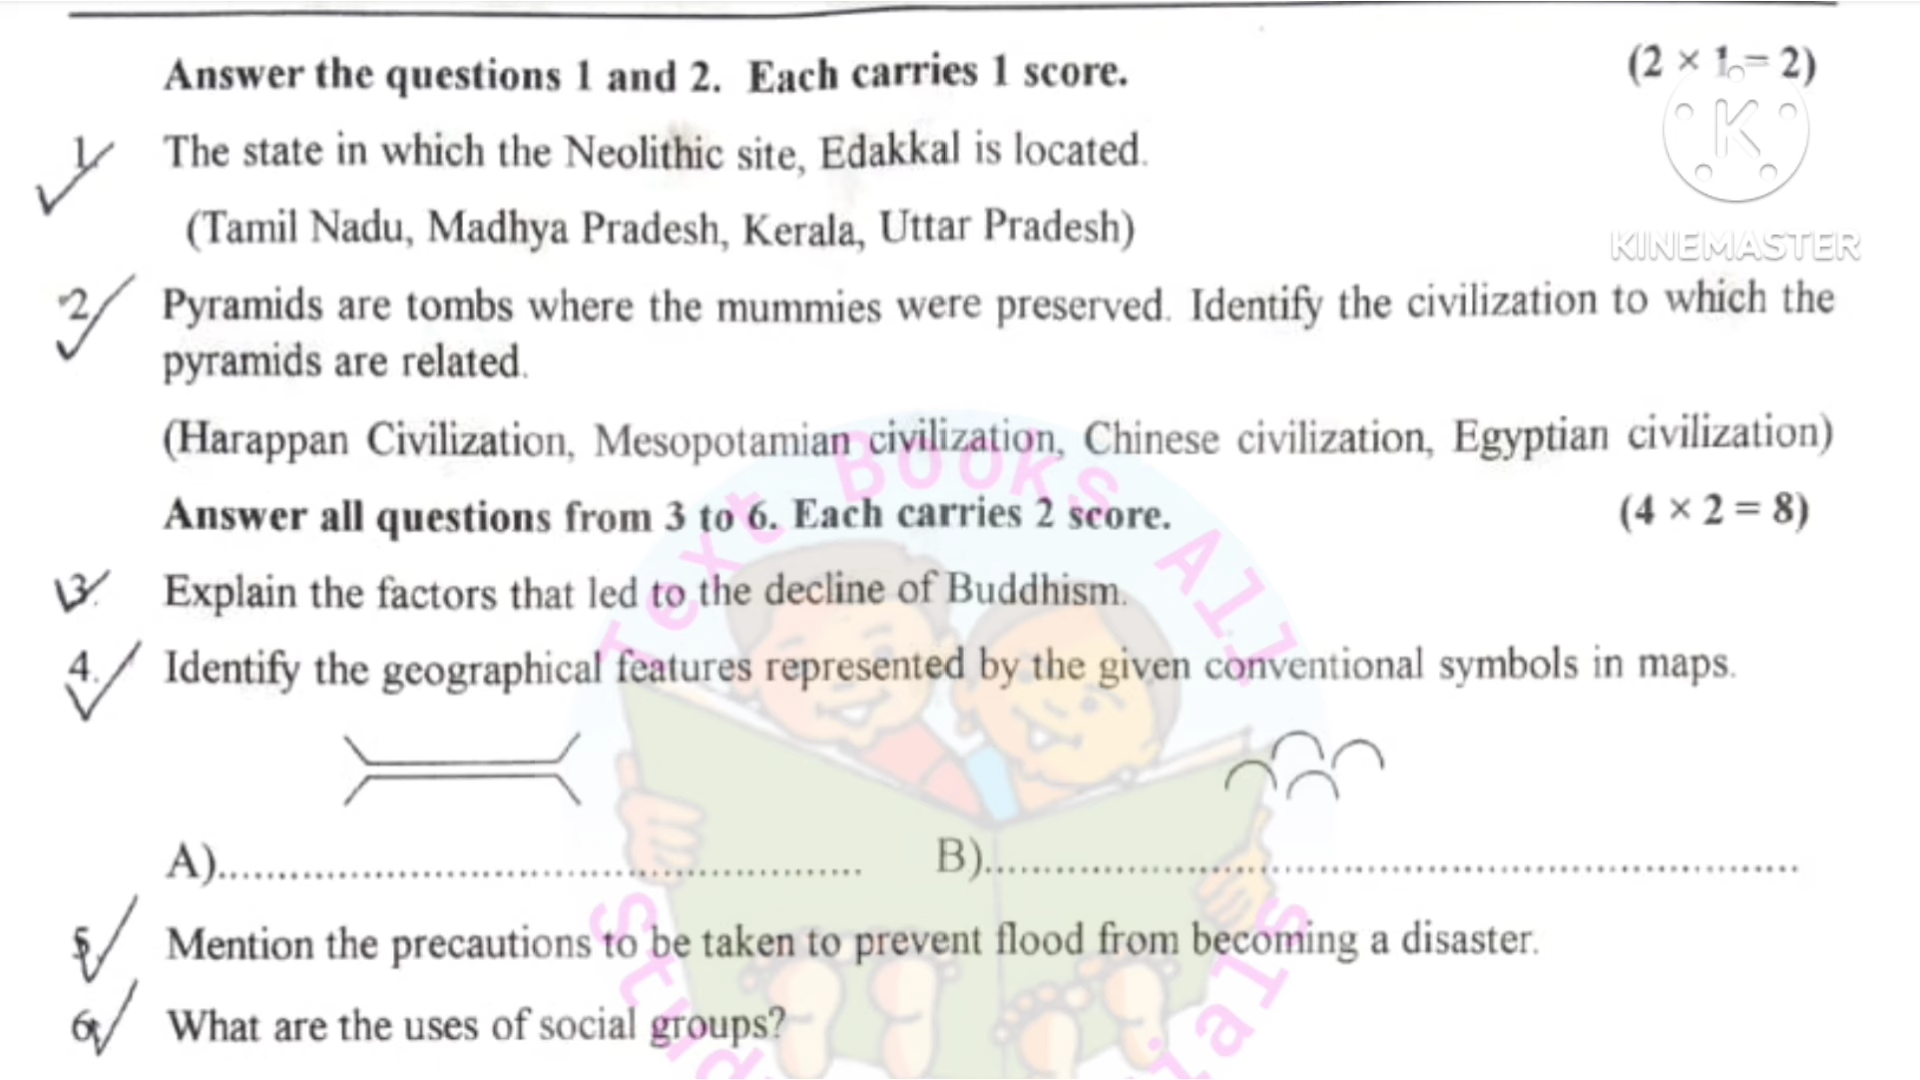 Answer the questions 1 and 2. Each carries 1 score. (2 × 1 = 2)
K
1. The state in which the Neolithic site, Edakkal is located.
(Tamil Nadu, Madhya Pradesh, Kerala, Uttar Pradesh)
KINEMASTER
2. Pyramids are tombs where the mummies were preserved. Identify the civilization to which the
pyramids are related.
(Harappan Civilization, Mesopotamian civilization, Chinese civilization, Egyptian civilization)
Text Books All
Answer all questions from 3 to 6. Each carries 2 score. (4 × 2 = 8)
3. Explain the factors that led to the decline of Buddhism.
4. Identify the geographical features represented by the given conventional symbols in maps.
A)........................................................ B)......................................................................
5. Mention the precautions to be taken to prevent flood from becoming a disaster.
6. What are the uses of social groups?